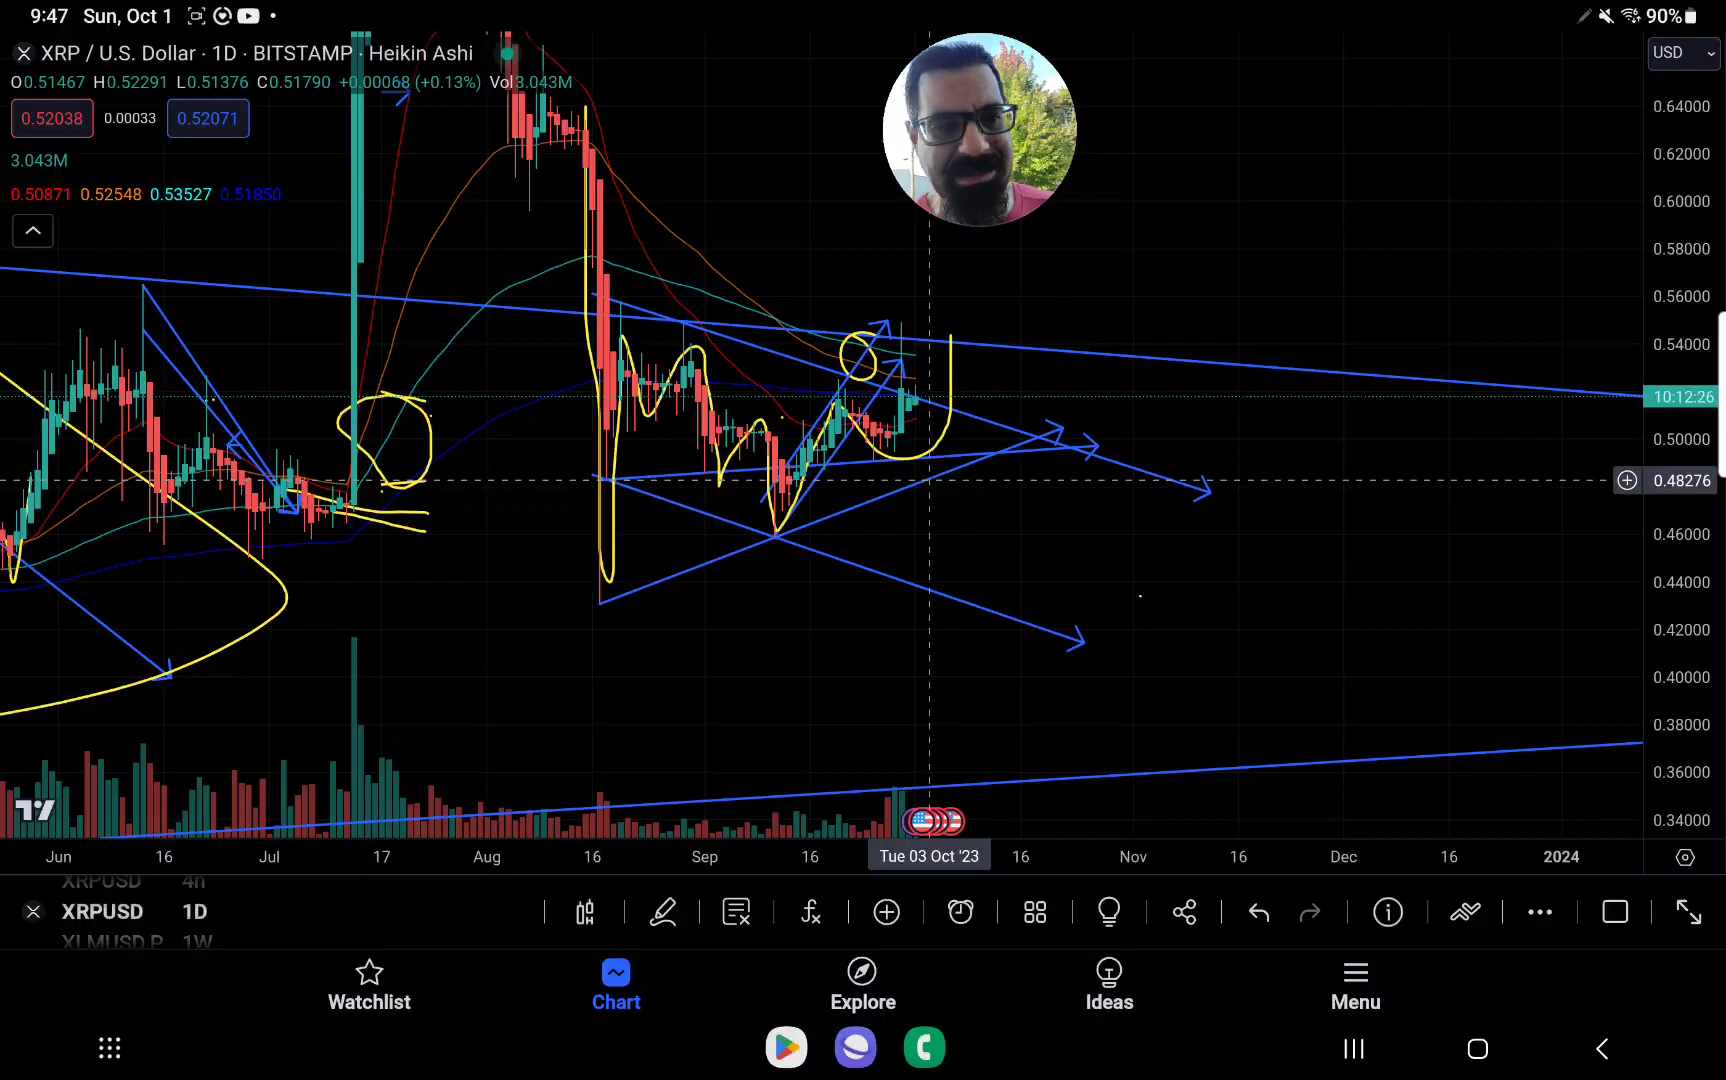 9:47 Sun, Oct 1 90%
XRP / U.S. Dollar · 1D · BITSTAMP · Heikin Ashi
USD
O0.51467 H0.52291 L0.51376 C0.51790 +0.00068 (+0.13%) Vol3.043M
0.52038 0.00033 0.52071
3.043M
0.50871 0.52548 0.53527 0.51850
0.64000
0.62000
0.60000
0.58000
0.56000
0.54000
10:12:26
0.50000
0.48276
0.46000
0.44000
0.42000
0.40000
0.38000
0.36000
0.34000
Jun 16 Jul 17 Aug 16 Sep 16 Tue 03 Oct '23 16 Nov 16 Dec 16 2024
XRPUSD 4h
XRPUSD 1D
XLMUSD.P 1W
Watchlist Chart Explore Ideas Menu